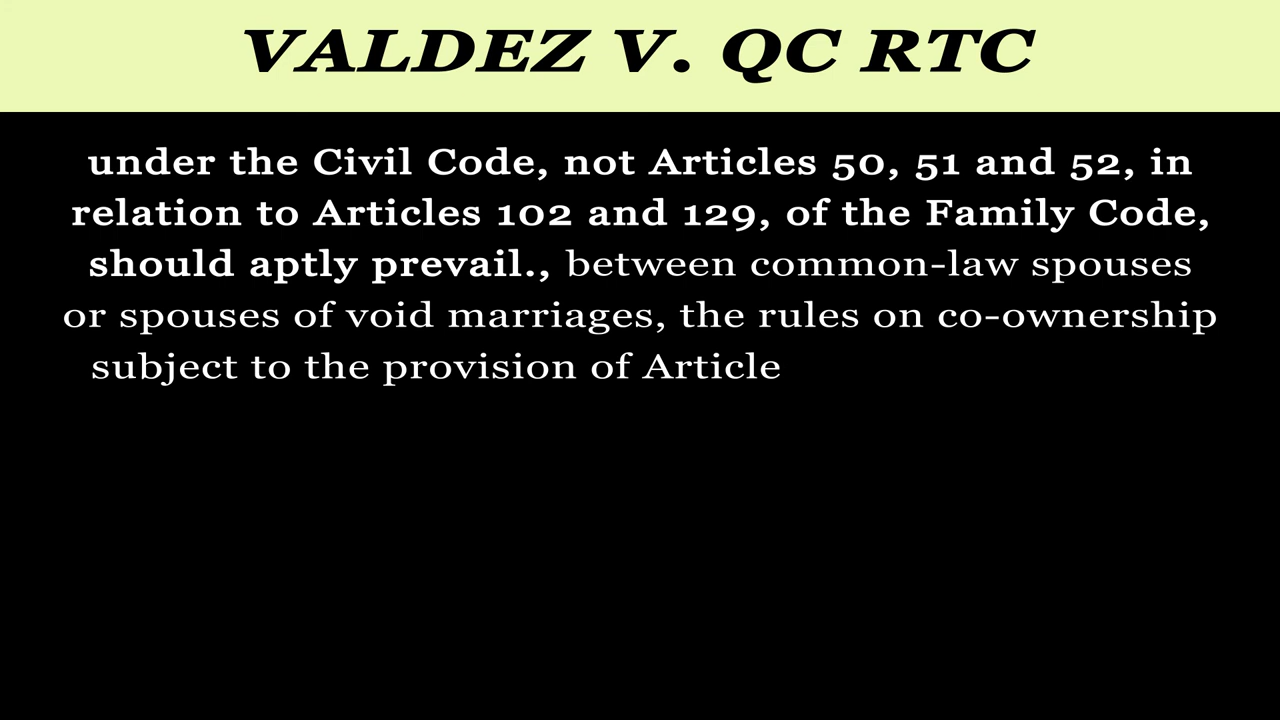 VALDEZ V. QC RTC
under the Civil Code, not Articles 50, 51 and 52, in
relation to Articles 102 and 129, of the Family Code,
should aptly prevail., between common-law spouses
or spouses of void marriages, the rules on co-ownership
subject to the provision of Article